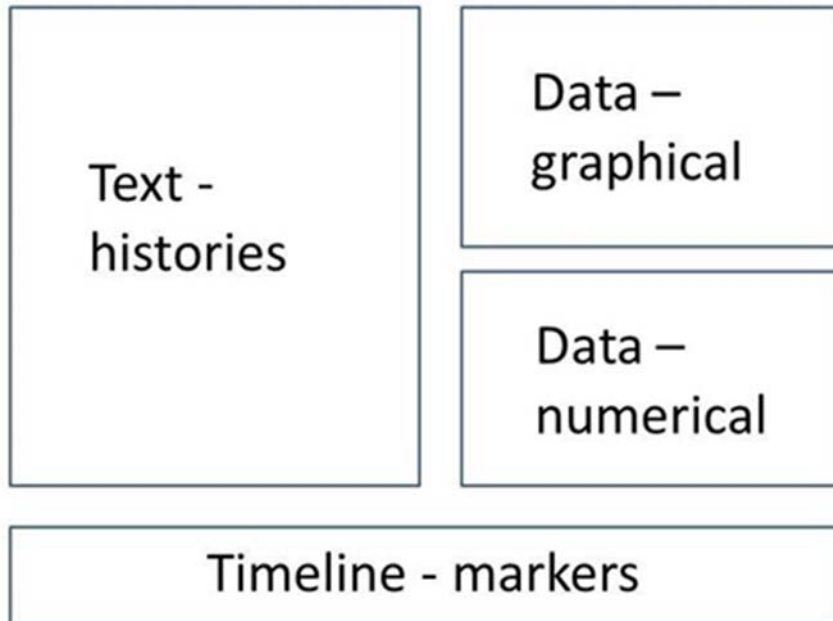 Text -
histories
Data –
graphical
Data –
numerical
Timeline - markers